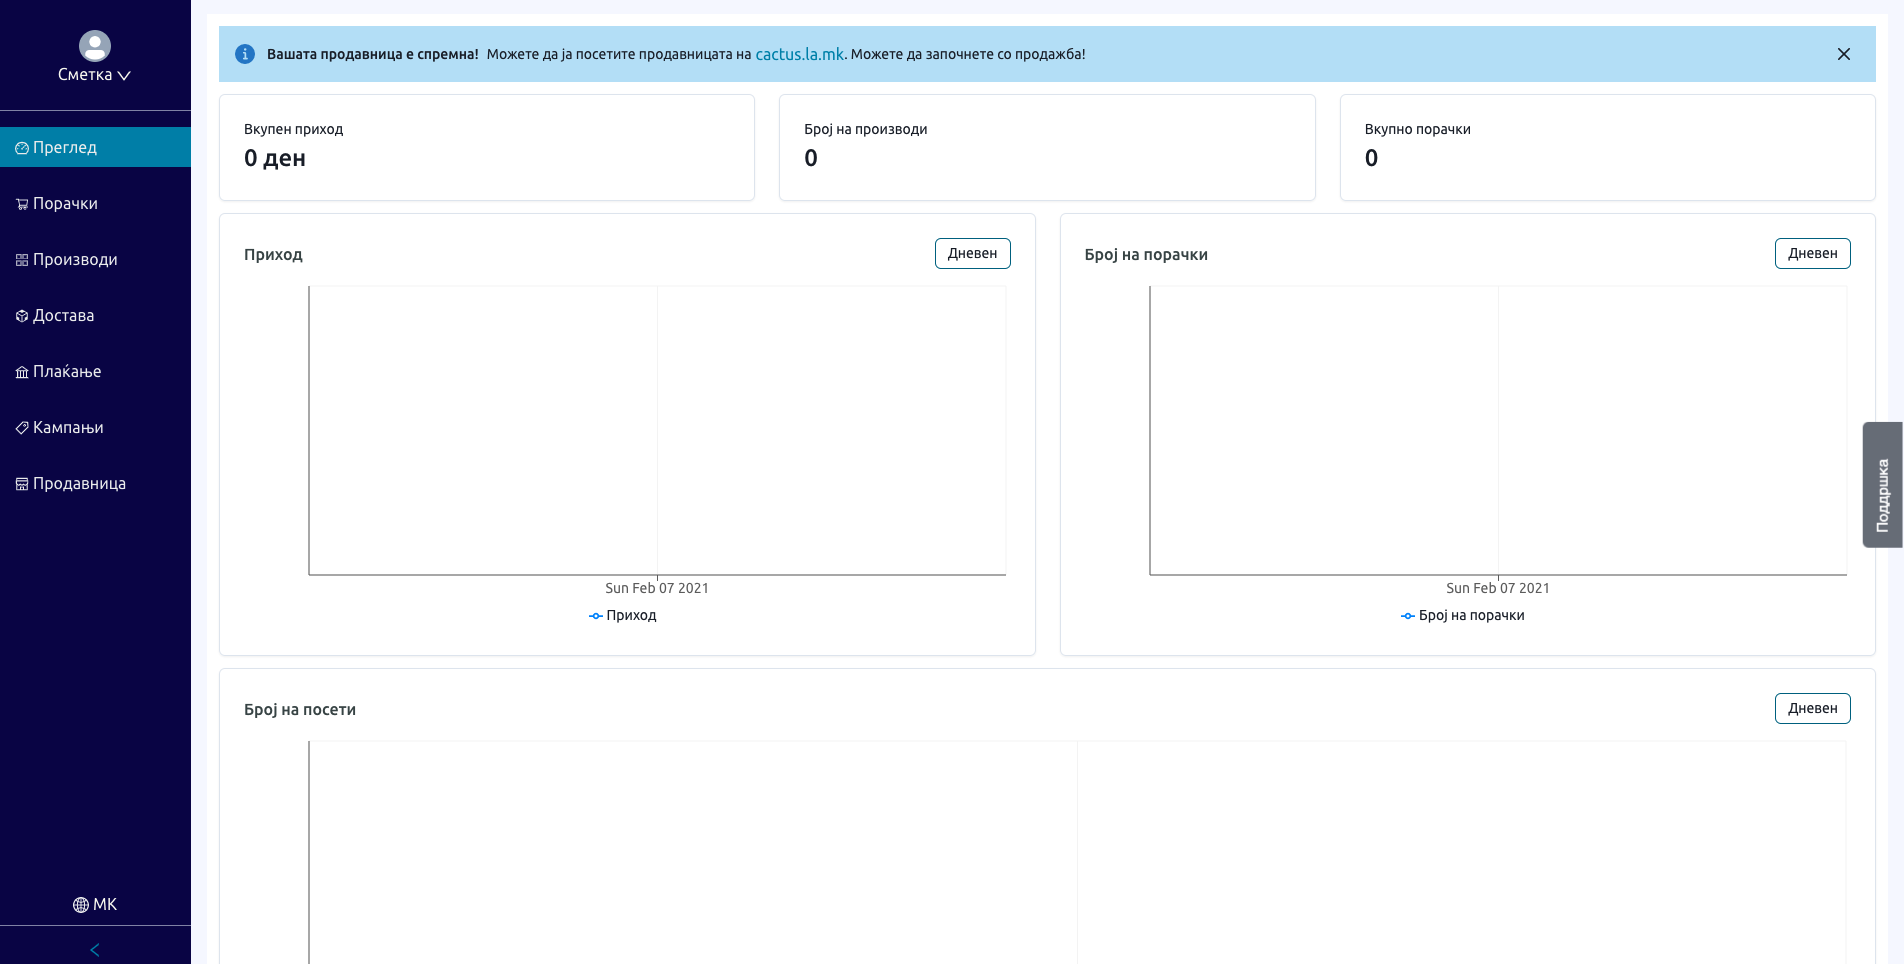 Сметка
Преглед
Порачки
Производи
Достава
Плаќање
Кампањи
Продавница
МК
Вашата продавница е спремна! Можете да ја посетите продавницата на cactus.la.mk. Можете да започнете со продажба!
Вкупен приход
0 ден
Број на производи
0
Вкупно порачки
0
Приход
Дневен
Sun Feb 07 2021
Приход
Број на порачки
Дневен
Sun Feb 07 2021
Број на порачки
Број на посети
Дневен
Поддршка